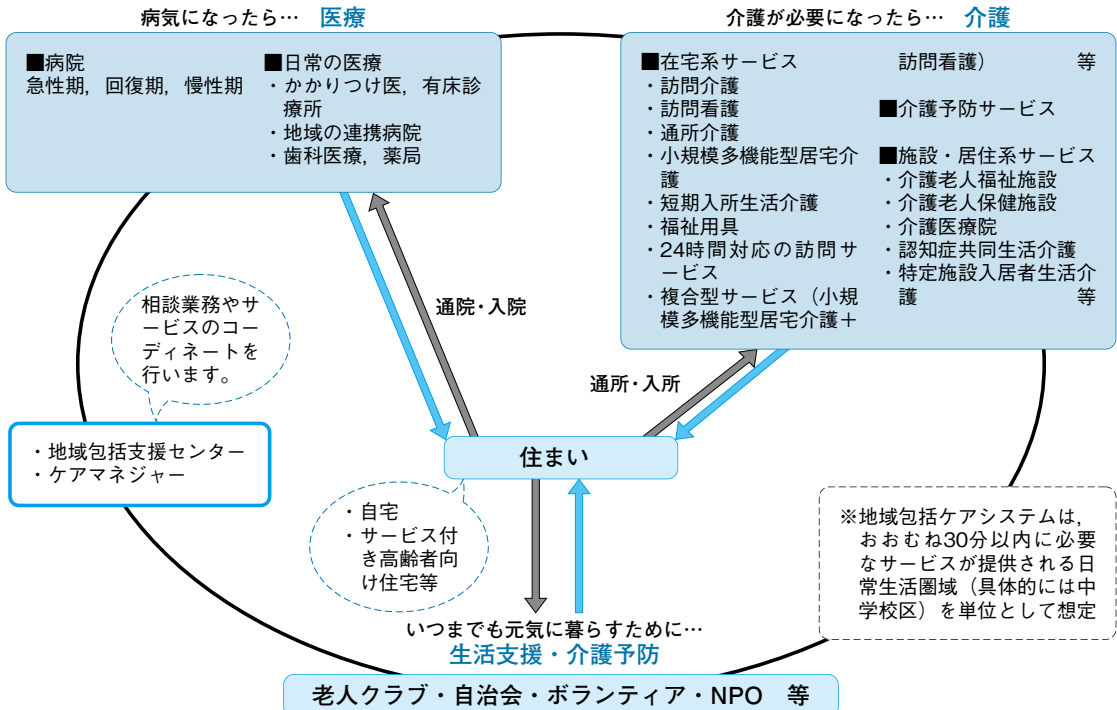 病気になったら… 医療
■病院
急性期，回復期，慢性期
■日常の医療
・かかりつけ医，有床診
療所
・地域の連携病院
・歯科医療，薬局
介護が必要になったら… 介護
■在宅系サービス
・訪問介護
・訪問看護
・通所介護
・小規模多機能型居宅介
護
・短期入所生活介護
・福祉用具
・24時間対応の訪問サ
ービス
・複合型サービス（小規
模多機能型居宅介護＋
訪問看護） 等
■介護予防サービス
■施設・居住系サービス
・介護老人福祉施設
・介護老人保健施設
・介護医療院
・認知症共同生活介護
・特定施設入居者生活介
護 等
通院・入院
通所・入所
相談業務やサ
ービスのコー
ディネートを
行います。
・地域包括支援センター
・ケアマネジャー
住まい
・自宅
・サービス付
き高齢者向
け住宅等
※地域包括ケアシステムは，
おおむね30分以内に必要
なサービスが提供される日
常生活圏域（具体的には中
学校区）を単位として想定
いつまでも元気に暮らすために…
生活支援・介護予防
老人クラブ・自治会・ボランティア・NPO 等